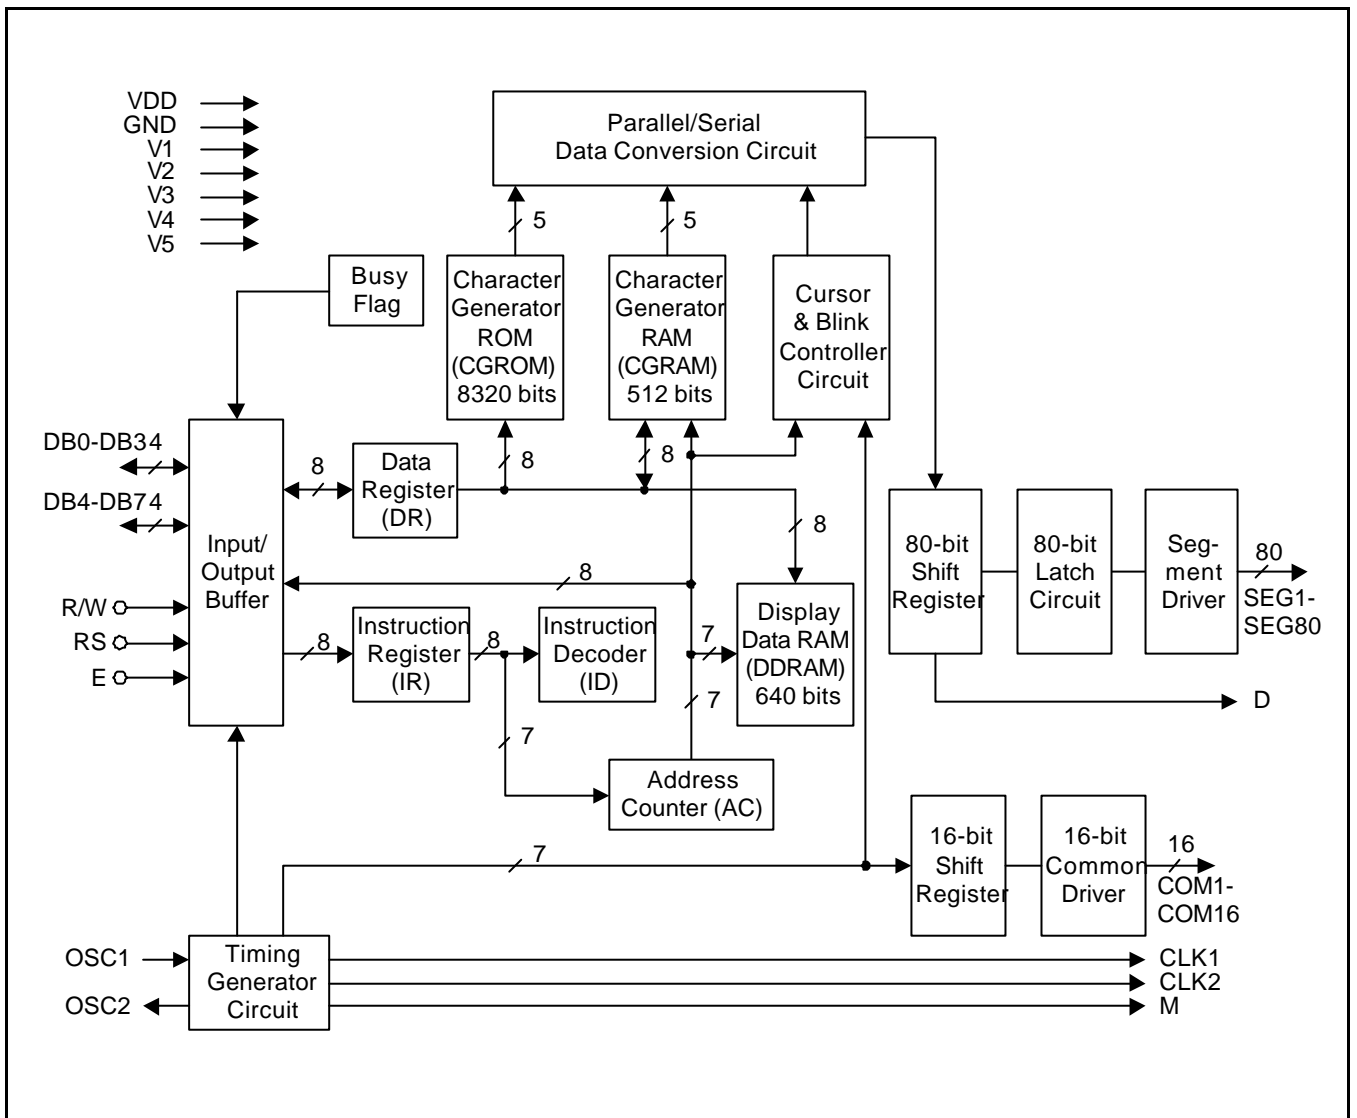 VDD
GND
V1
V2
V3
V4
V5
Parallel/Serial
Data Conversion Circuit
5
5
Busy
Flag
Character
Generator
ROM
(CGROM)
8320 bits
Character
Generator
RAM
(CGRAM)
512 bits
Cursor
& Blink
Controller
Circuit
DB0-DB34
DB4-DB74
R/W
RS
E
Input/
Output
Buffer
8
Data
Register
(DR)
8
8
8
8
8
Instruction
Register
(IR)
8
Instruction
Decoder
(ID)
7
7
7
Display
Data RAM
(DDRAM)
640 bits
Address
Counter (AC)
80-bit
Shift
Register
80-bit
Latch
Circuit
Seg-
ment
Driver
80
SEG1-
SEG80
D
7
16-bit
Shift
Register
16-bit
Common
Driver
16
COM1-
COM16
OSC1
OSC2
Timing
Generator
Circuit
CLK1
CLK2
M